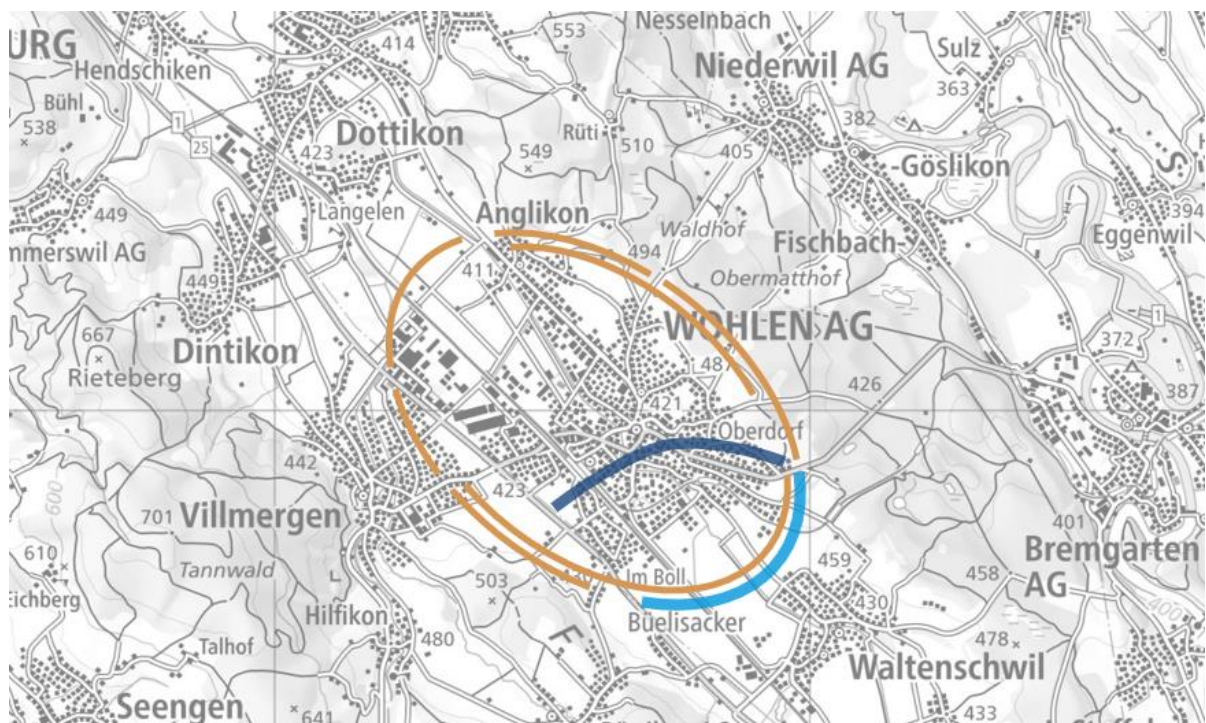 Nesselnbach
553
414
URG
Hendschiken
Niederwil AG
Sulz
363
Bühl
538
1
25
Dottikon
Rüti
510
382
423
549
405
-Göslikon
S
449
Langelen
Anglikon
Waldhof
394
mmerswil AG
411
494
Fischbach-
Eggenwil
449
Obermatthof
667
Dintikon
WOHLEN AG
1
372
Rieteberg
487
387
426
421
Oberdorf
442
600
423
701
Villmergen
401
610
Tannwald
503
459
Bremgarten
AG
458
Im Böll
eichberg
430
400
Hilfikon
Büelisacker
480
F
478
Talhof
Waltenschwil
Seengen
641
433